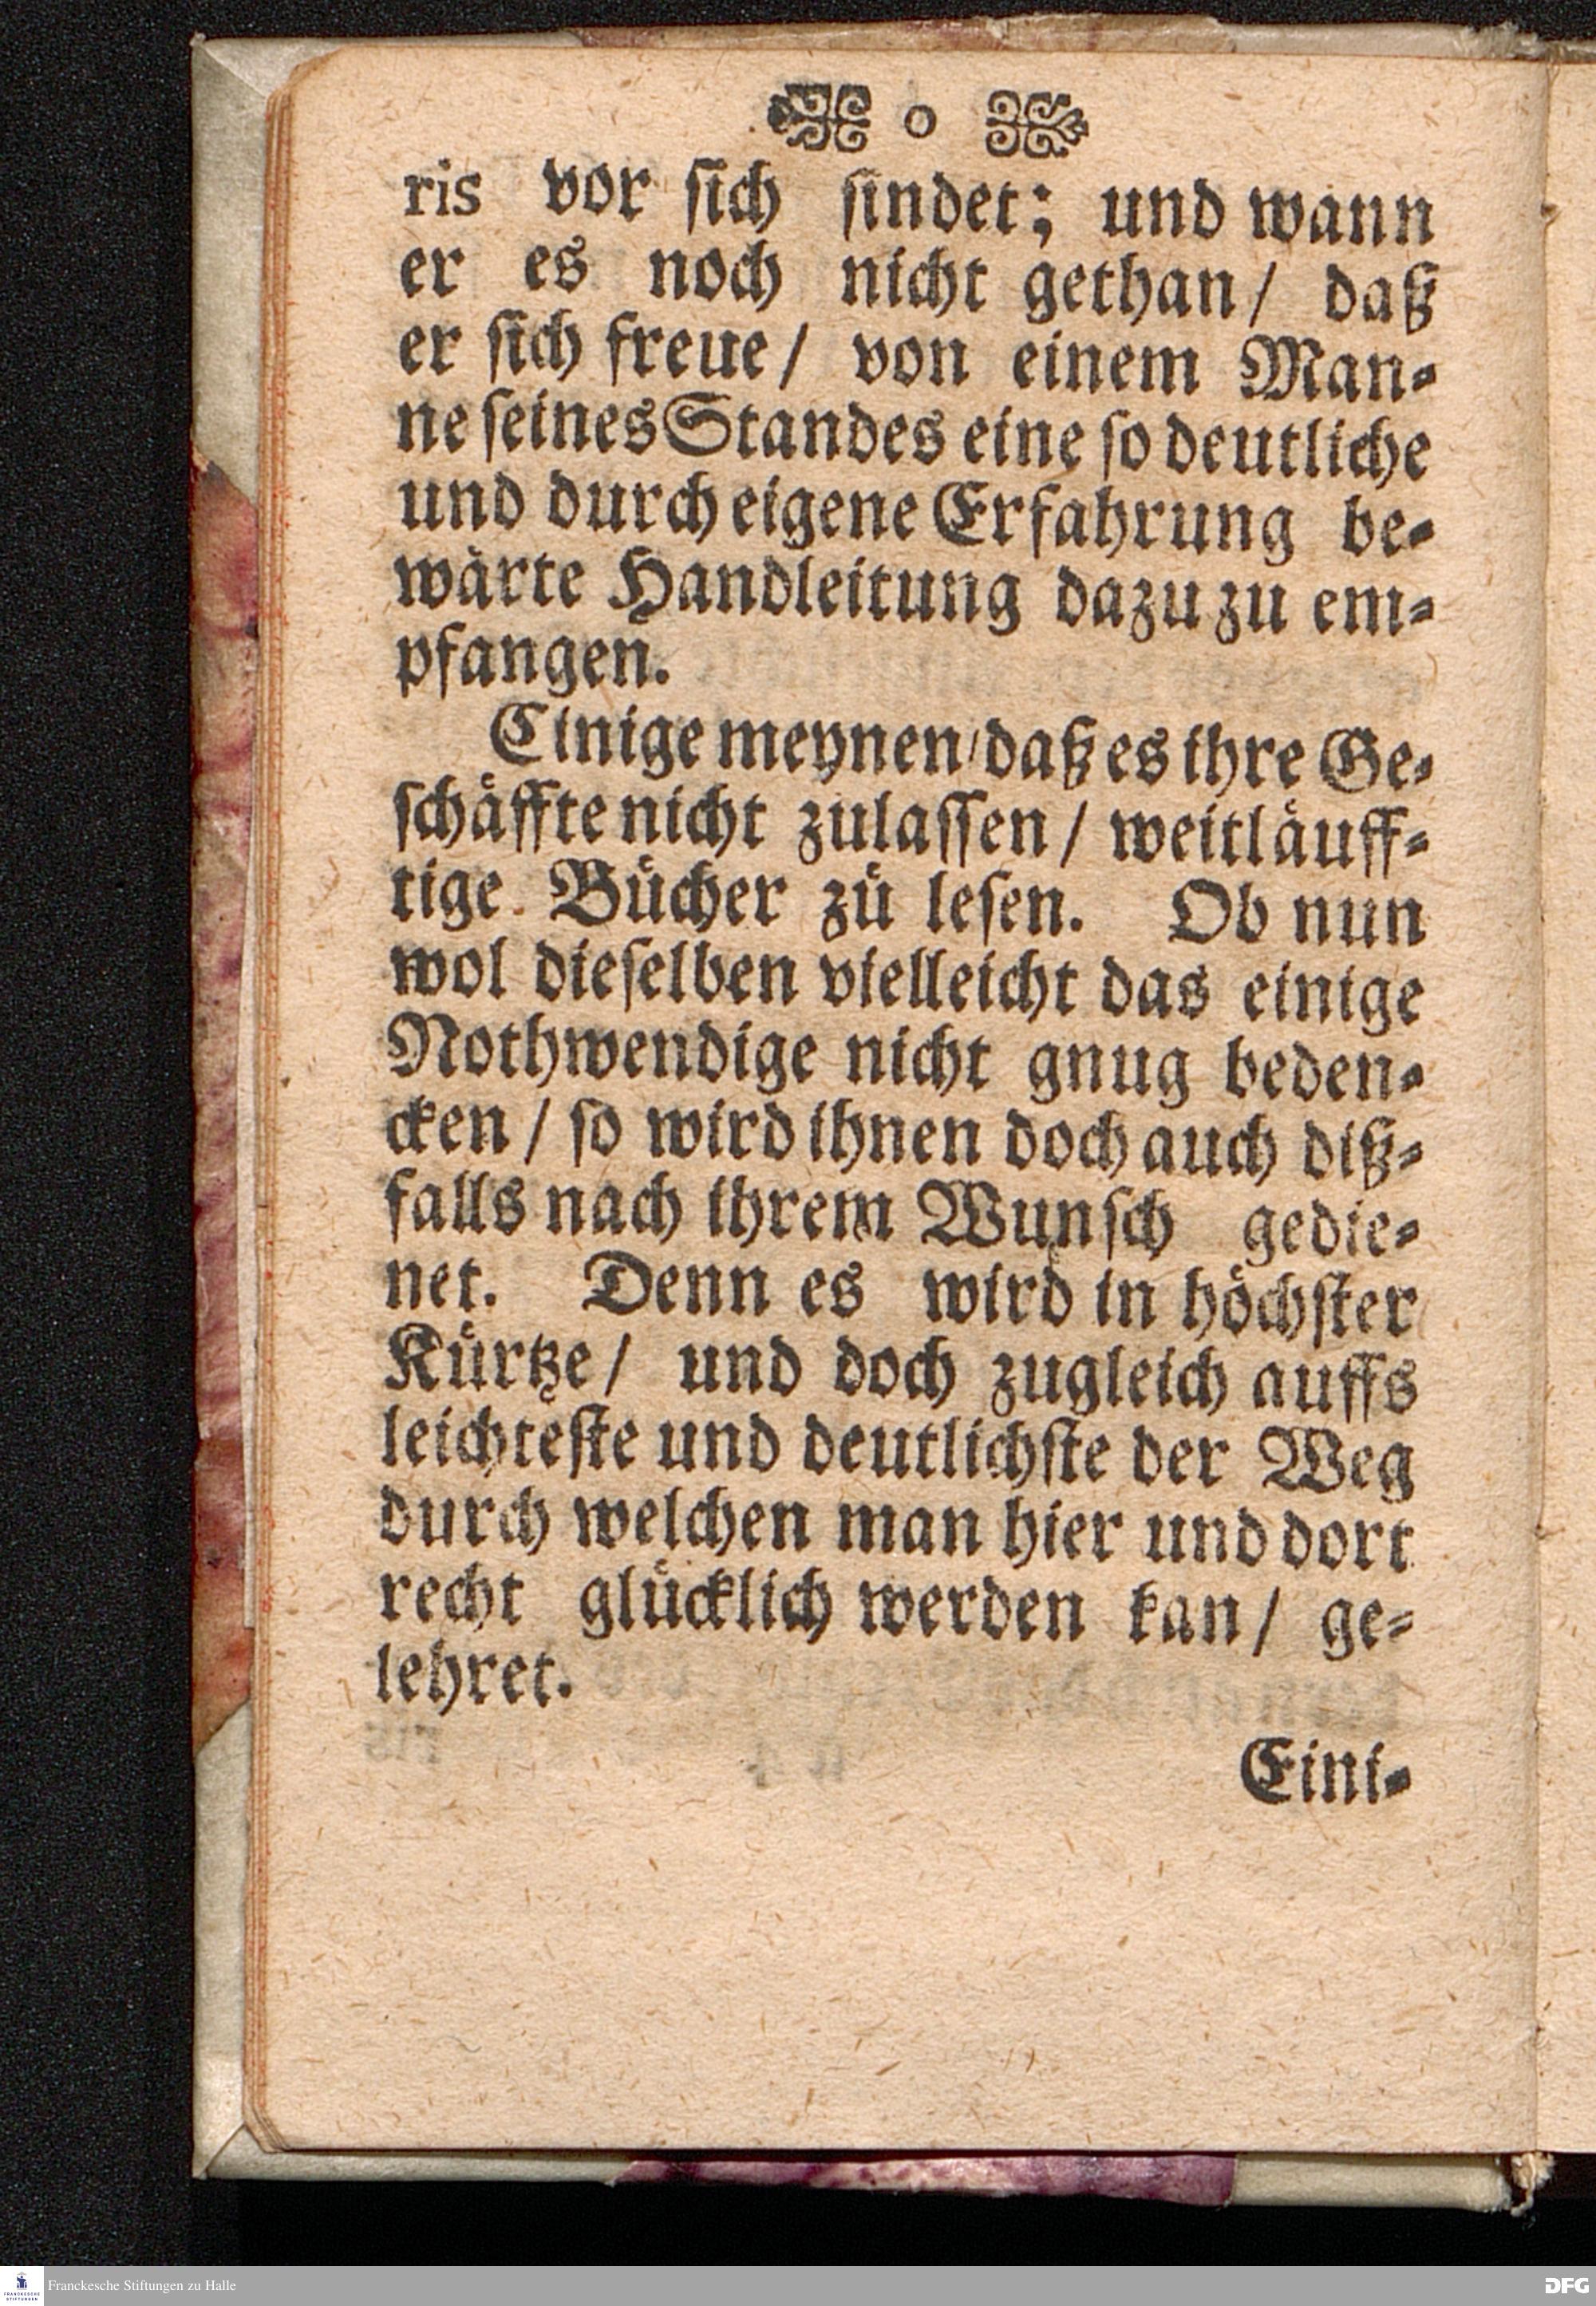 o
ris vor ſich findet; und wann
er es noch nicht gethan/ daß
er ſich freue/ von einem Man-
ne ſeines Standes eine ſo deutliche
und durch eigene Erfahrung be-
wärte Handleitung dazu zu em-
pfangen.
Einige meynen/daß es ihre Ge-
ſchäffte nicht zulaſſen/ weitläuff-
tige Bücher zü leſen. Ob nun
wol dieſelben vielleicht das einige
Nothwendige nicht gnug beden-
cken/ ſo wird ihnen doch auch diß-
falls nach ihrem Wunſch gedie-
net. Denn es wird in höchſter
Kürtze/ und doch zugleich auffs
leichteſte und deutlichſte der Weg
durch welchen man hier und dort
recht glücklich werden kan/ ge-
lehret.
Eini-
Franckesche Stiftungen zu Halle
DFG